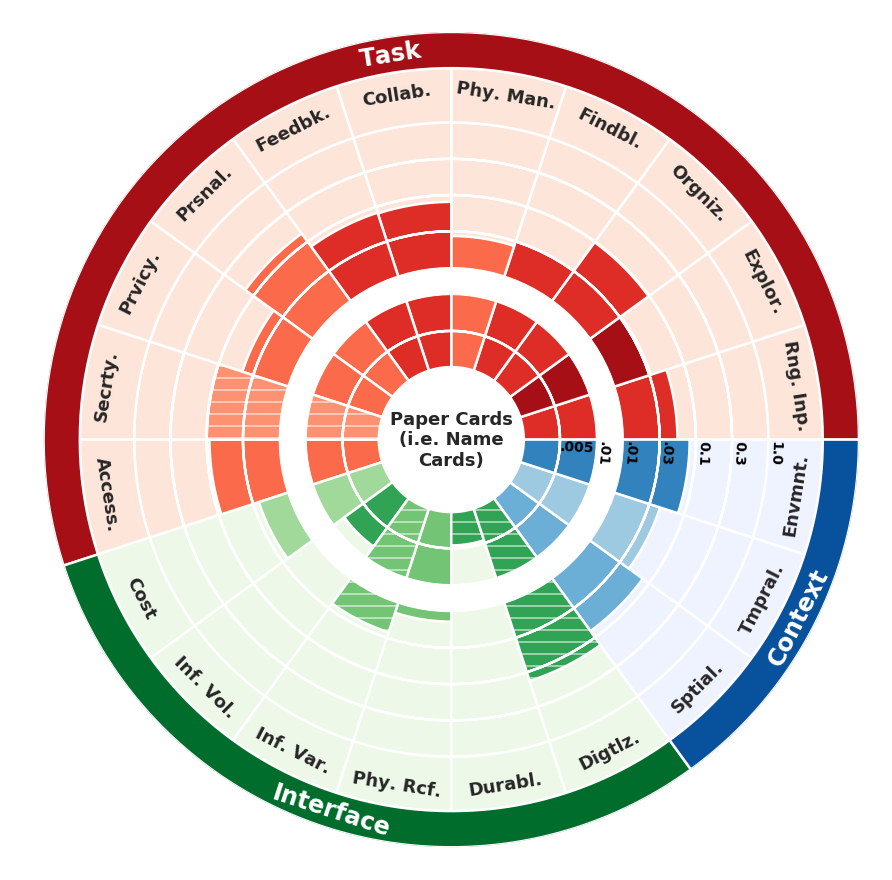 Task
Collab.
Phy. Man.
Feedbk.
Findbl.
Prsnal.
Orgniz.
Prvicy.
Explor.
Secrty.
Rng. Inp.
Paper Cards
(i.e. Name
Cards)
.005
.01
.01
.03
0.1
0.3
1.0
Access.
Envmnt.
Cost
Tmpral.
Context
Inf. Vol.
Sptial.
Inf. Var.
Digtlz.
Phy. Rcf.
Durabl.
Interface